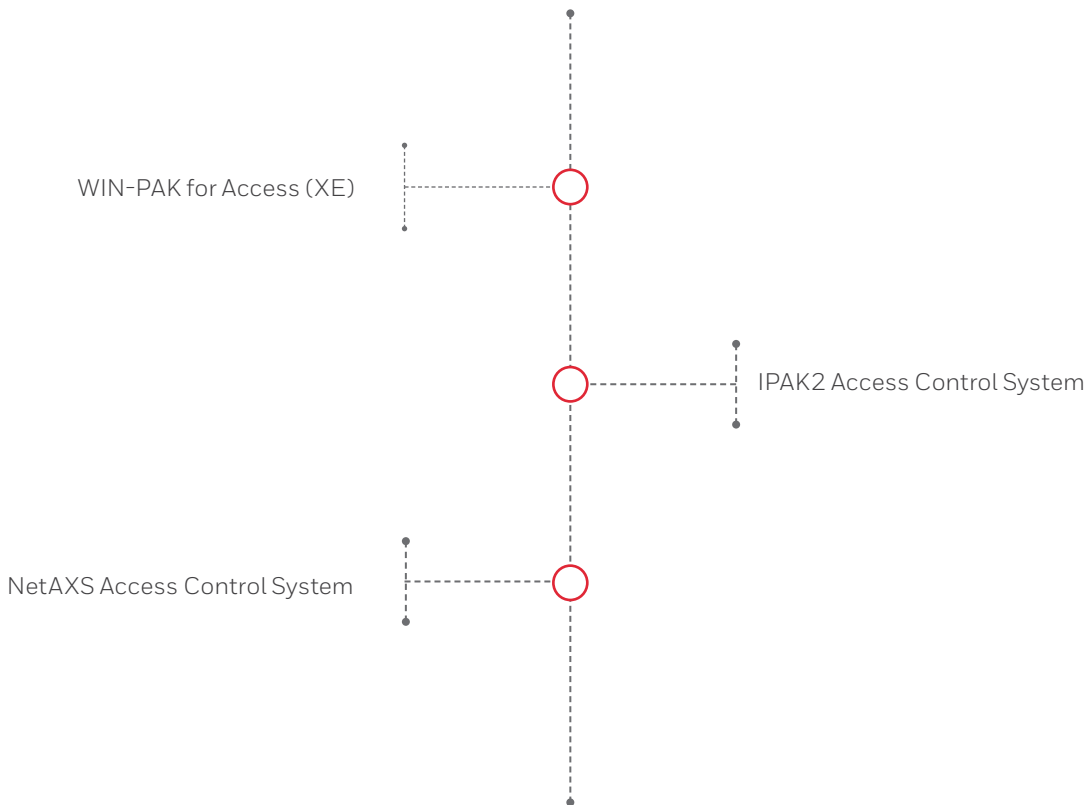 WIN-PAK for Access (XE)
IPAK2 Access Control System
NetAXS Access Control System